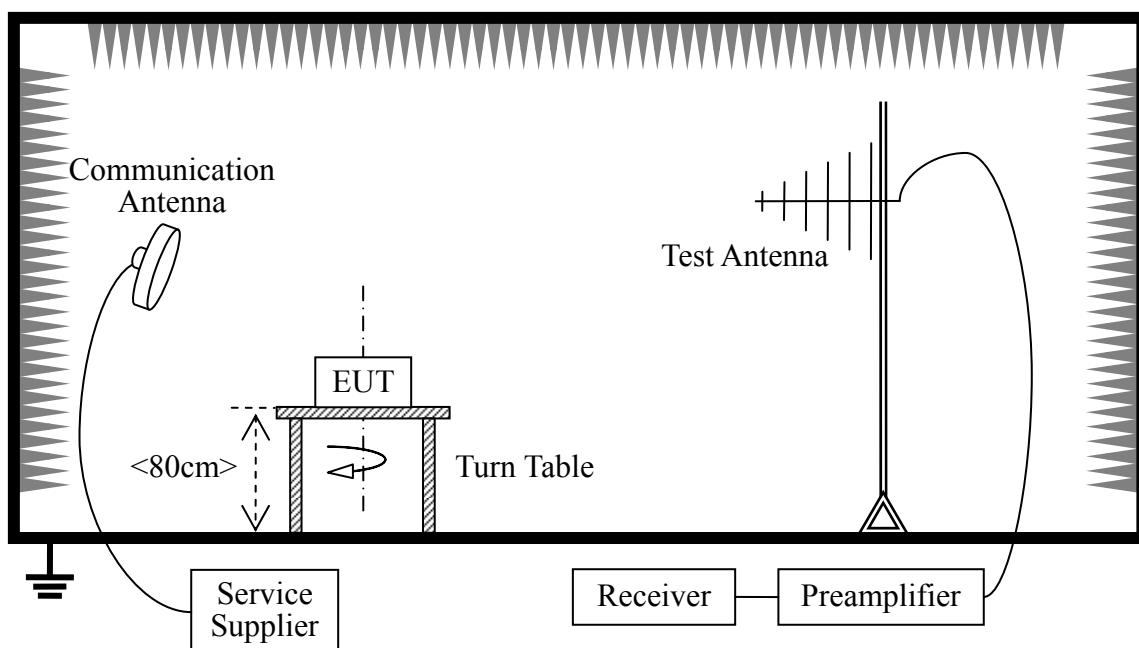 Communication
Antenna
Test Antenna
EUT
<80cm>
Turn Table
Service
Supplier
Receiver
Preamplifier